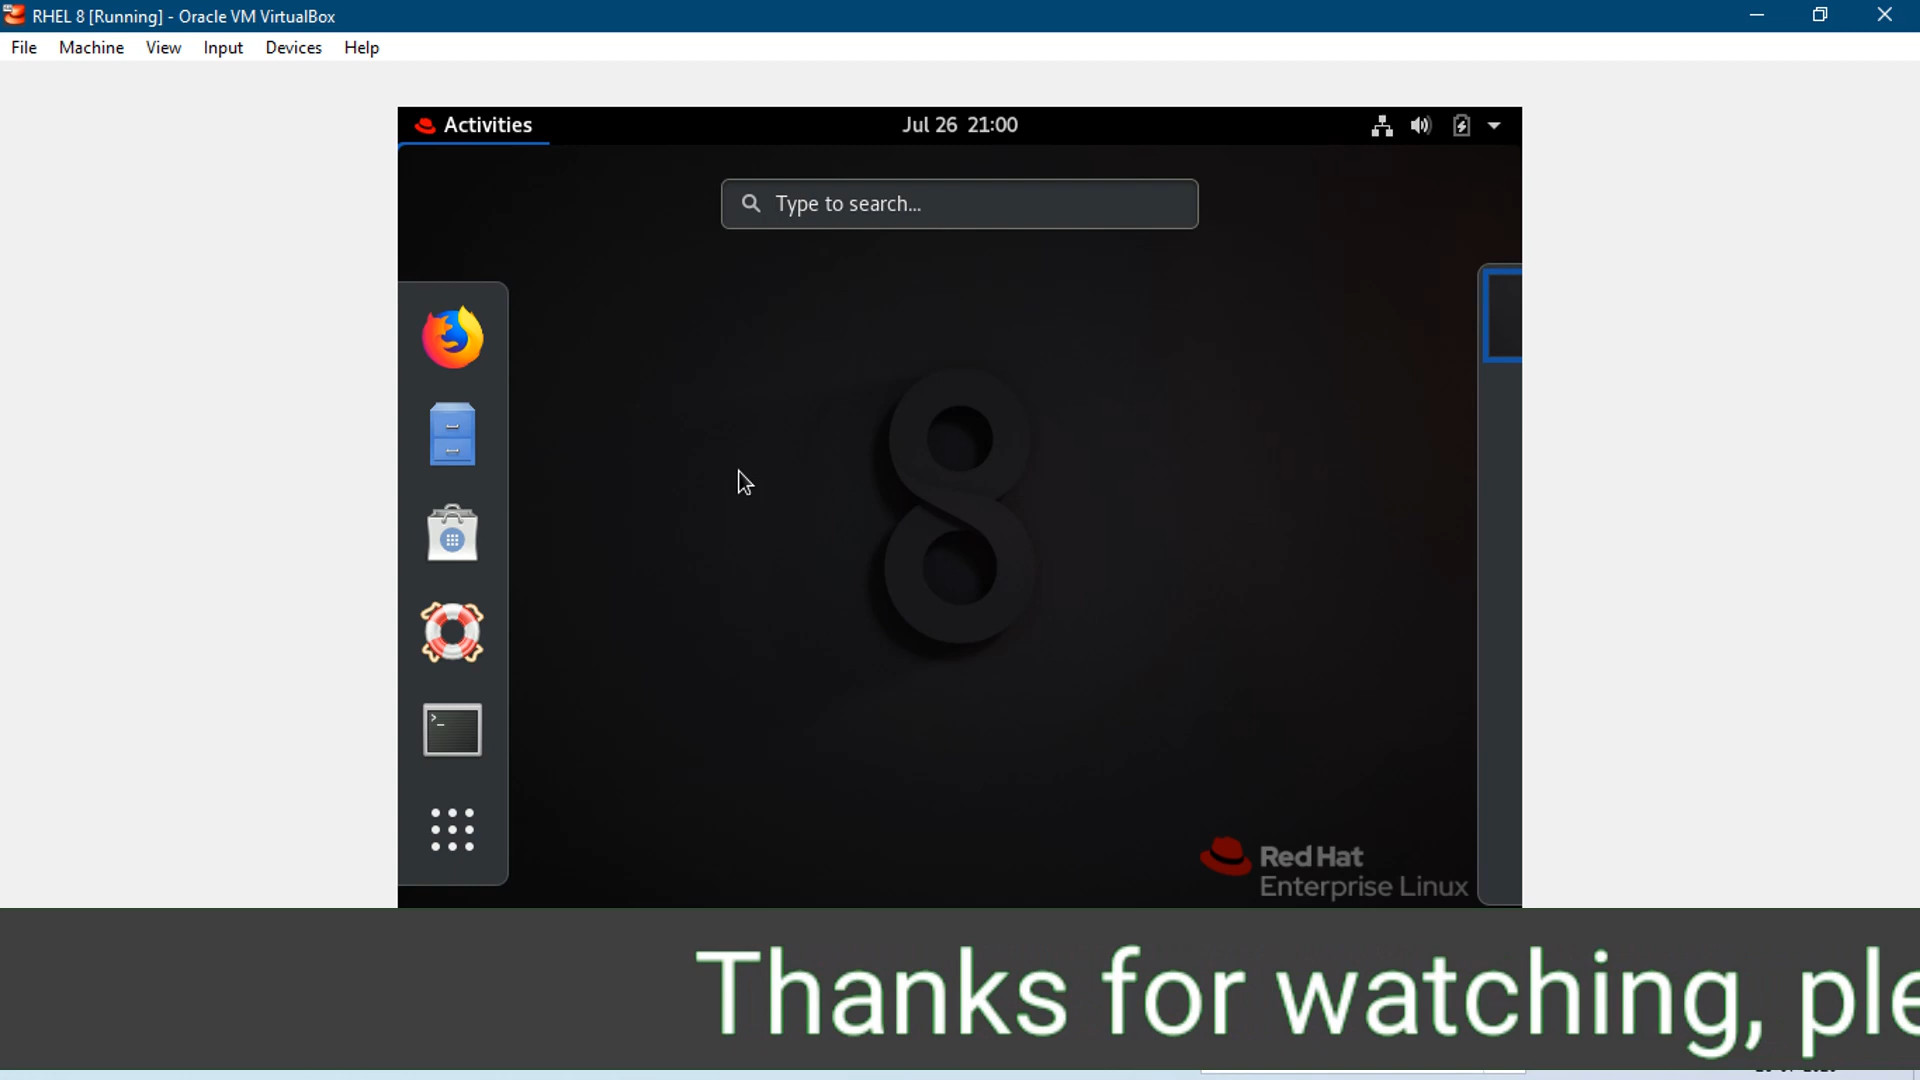 RHEL 8 [Running] - Oracle VM VirtualBox
File Machine View Input Devices Help
Activities
Jul 26 21:00
Type to search...
8
Red Hat
Enterprise Linux
Thanks for watching, ple